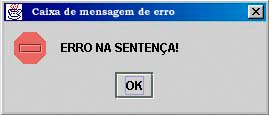 Caixa de mensagem de erro
ERRO NA SENTENÇA!
OK